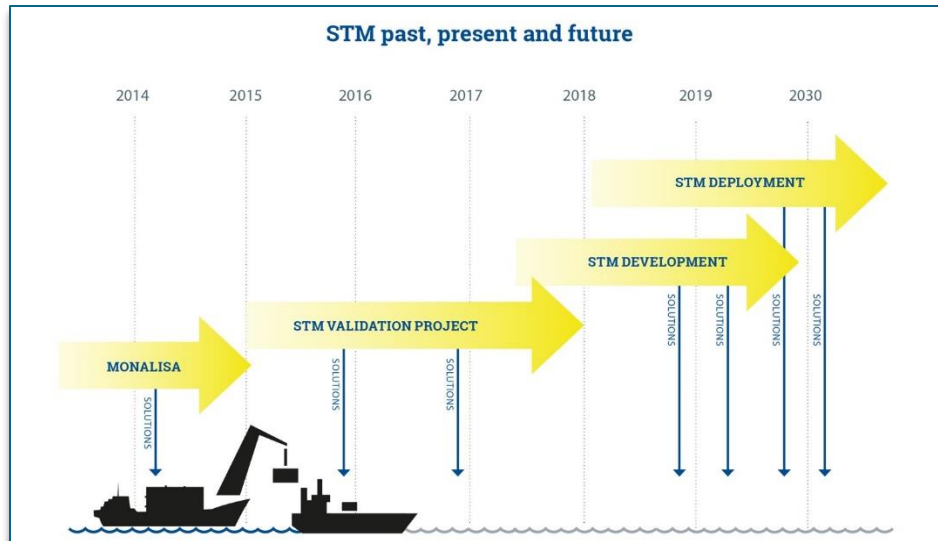 STM past, present and future
2014 2015 2016 2017 2018 2019 2030
STM DEPLOYMENT
STM DEVELOPMENT
STM VALIDATION PROJECT
MONALISA
SOLUTIONS
SOLUTIONS
SOLUTIONS
SOLUTIONS
SOLUTIONS
SOLUTIONS
SOLUTIONS